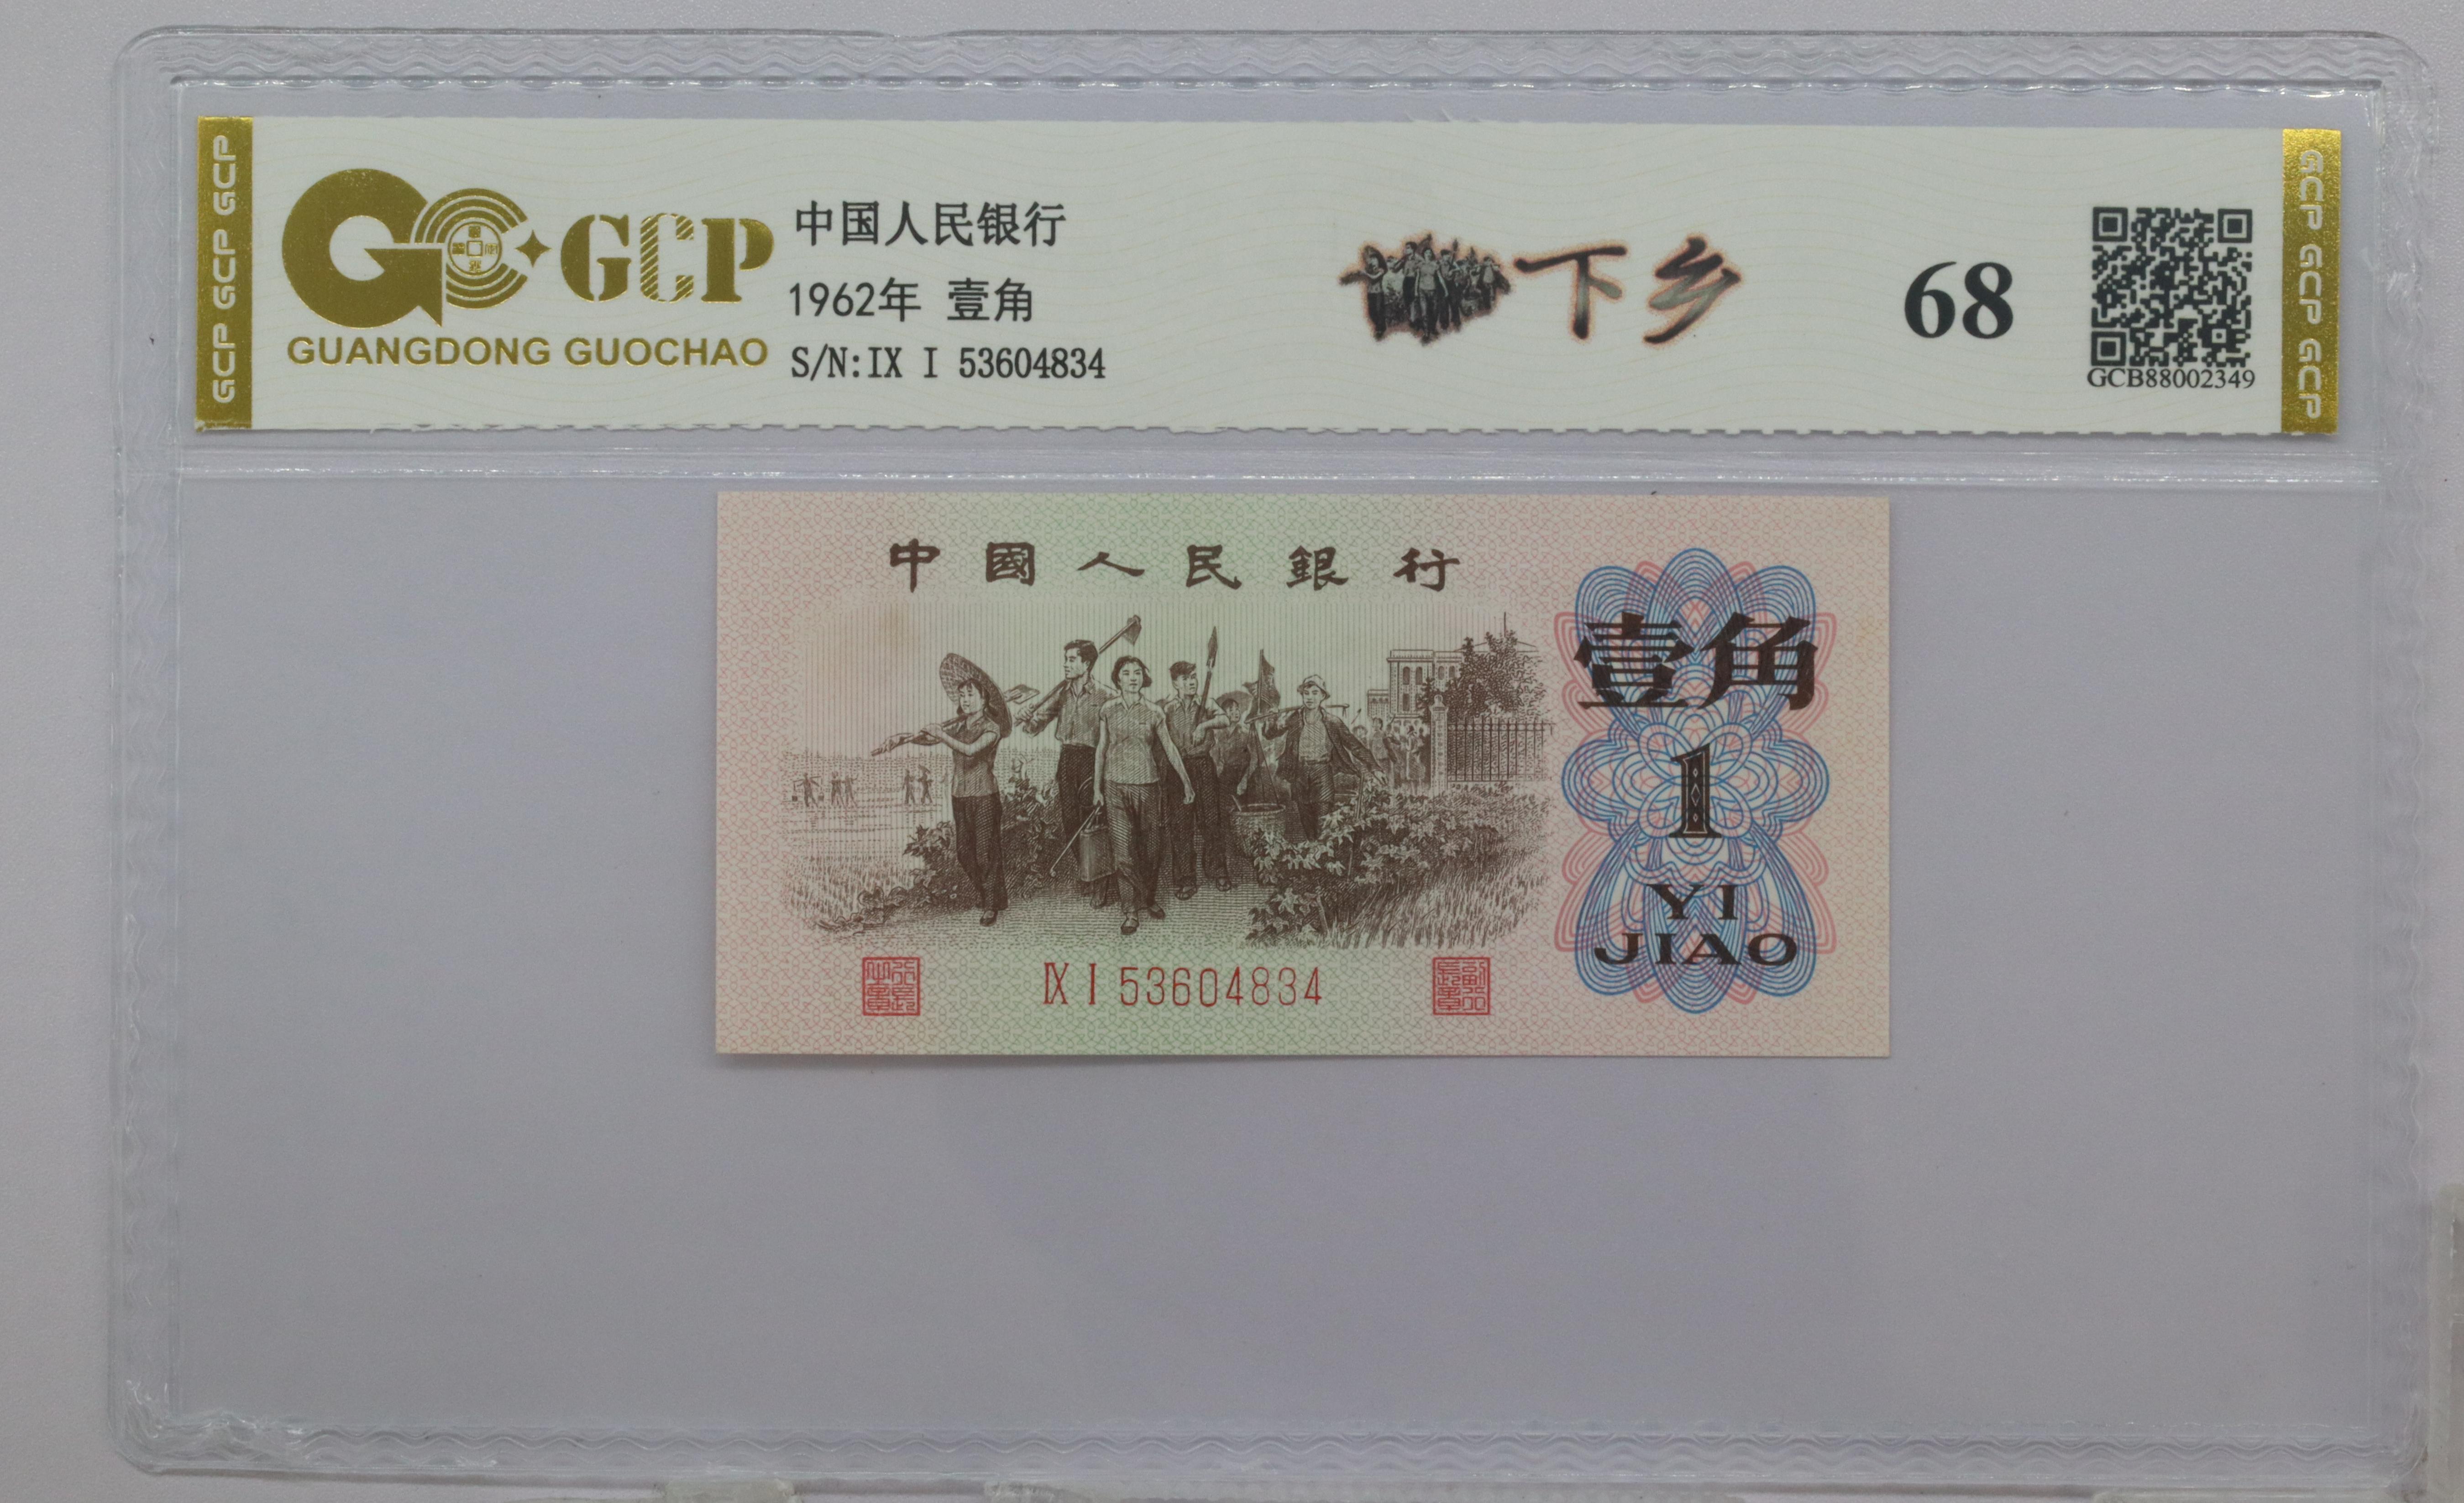 GCP GCP GCP
GCP
GUANGDONG GUOCHAO
中国人民银行
1962年 壹角
S/N:IX I 53604834
下乡
68
GCB88002349
GCP GCP GCP GCP
中國人民銀行
壹角
1
YI
JIAO
IX I 53604834